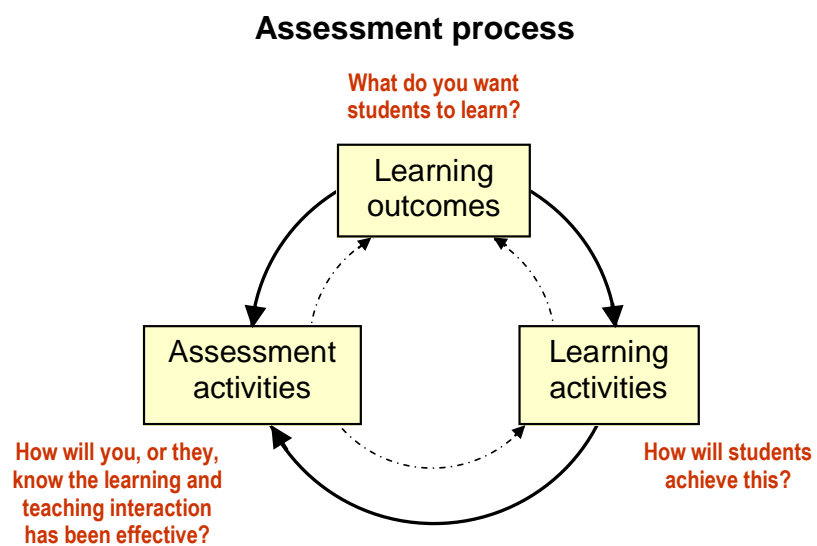 Assessment process
What do you want
students to learn?
Learning
outcomes
Assessment
activities
Learning
activities
How will you, or they,
know the learning and
teaching interaction
has been effective?
How will students
achieve this?